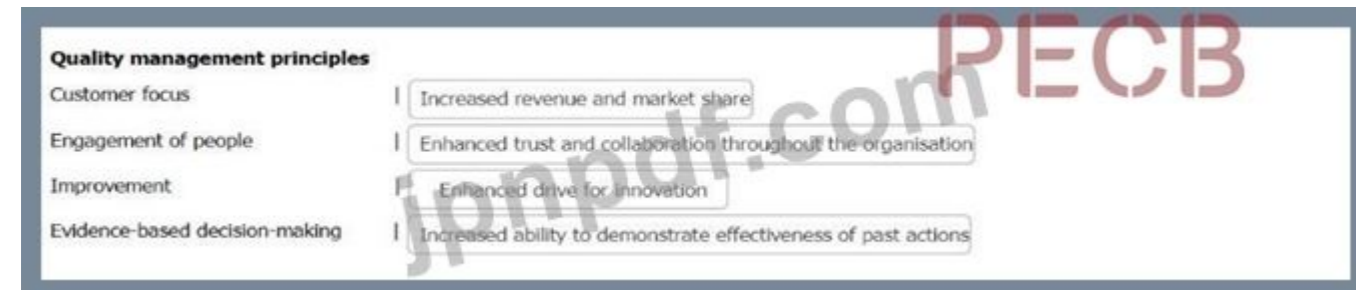 PECB
Quality management principles
Customer focus | Increased revenue and market share
Engagement of people | Enhanced trust and collaboration throughout the organisation
Improvement | Enhanced drive for innovation
Evidence-based decision-making | Increased ability to demonstrate effectiveness of past actions
jpnpdf.com